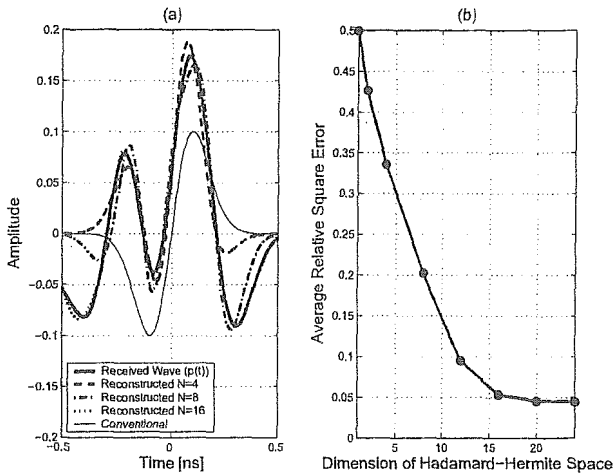 (a)
0.2
0.15
0.1
0.05
0
-0.05
-0.1
-0.15
-0.2
Amplitude
Received Wave (p(t))
Reconstructed N=4
Reconstructed N=8
Reconstructed N=16
Conventional
-0.5
0
0.5
Time [ns]
(b)
0.5
0.45
0.4
0.35
0.3
0.25
0.2
0.15
0.1
0.05
0
Average Relative Square Error
5
10
15
20
Dimension of Hadamard-Hermite Space